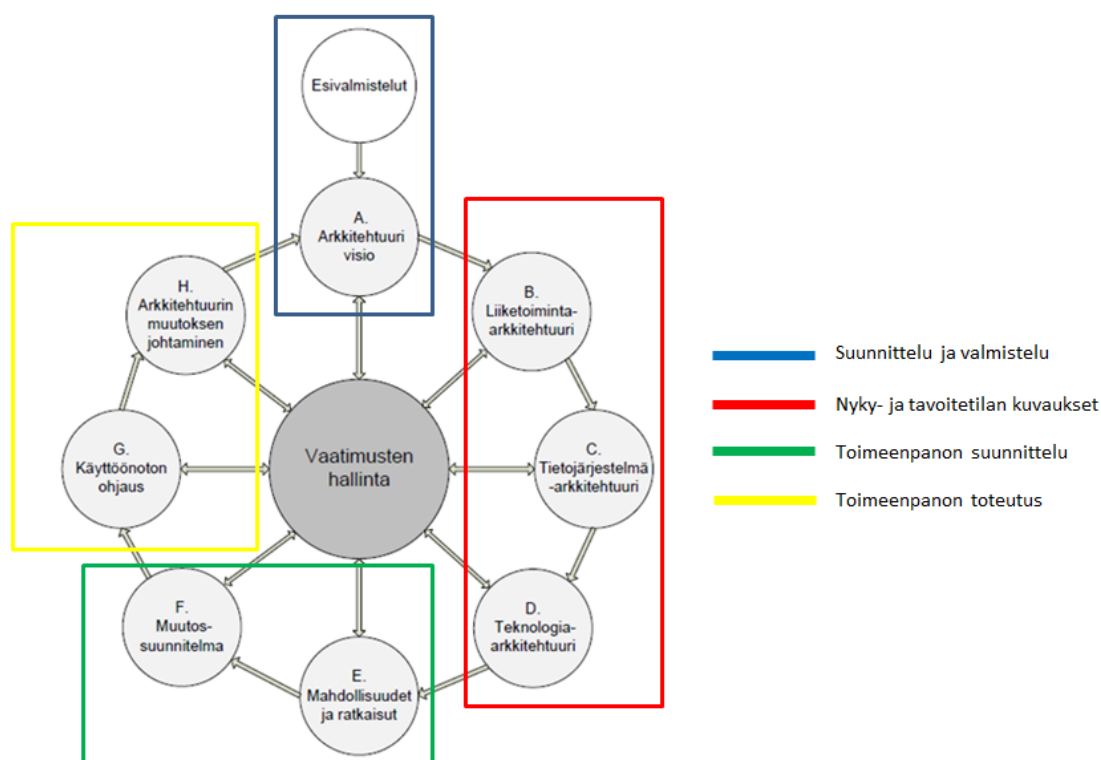 Esivalmistelut
A.
Arkkitehtuuri
visio
B.
Liiketoiminta-
arkkitehtuuri
C.
Tietojärjestelmä
-arkkitehtuuri
D.
Teknologia-
arkkitehtuuri
E.
Mahdollisuudet
ja ratkaisut
F.
Muutos-
suunnitelma
G.
Käyttöönoton
ohjaus
H.
Arkkitehtuurin
muutoksen
johtaminen
Vaatimusten
hallinta
Suunnittelu ja valmistelu
Nyky- ja tavoitetilan kuvaukset
Toimeenpanon suunnittelu
Toimeenpanon toteutus